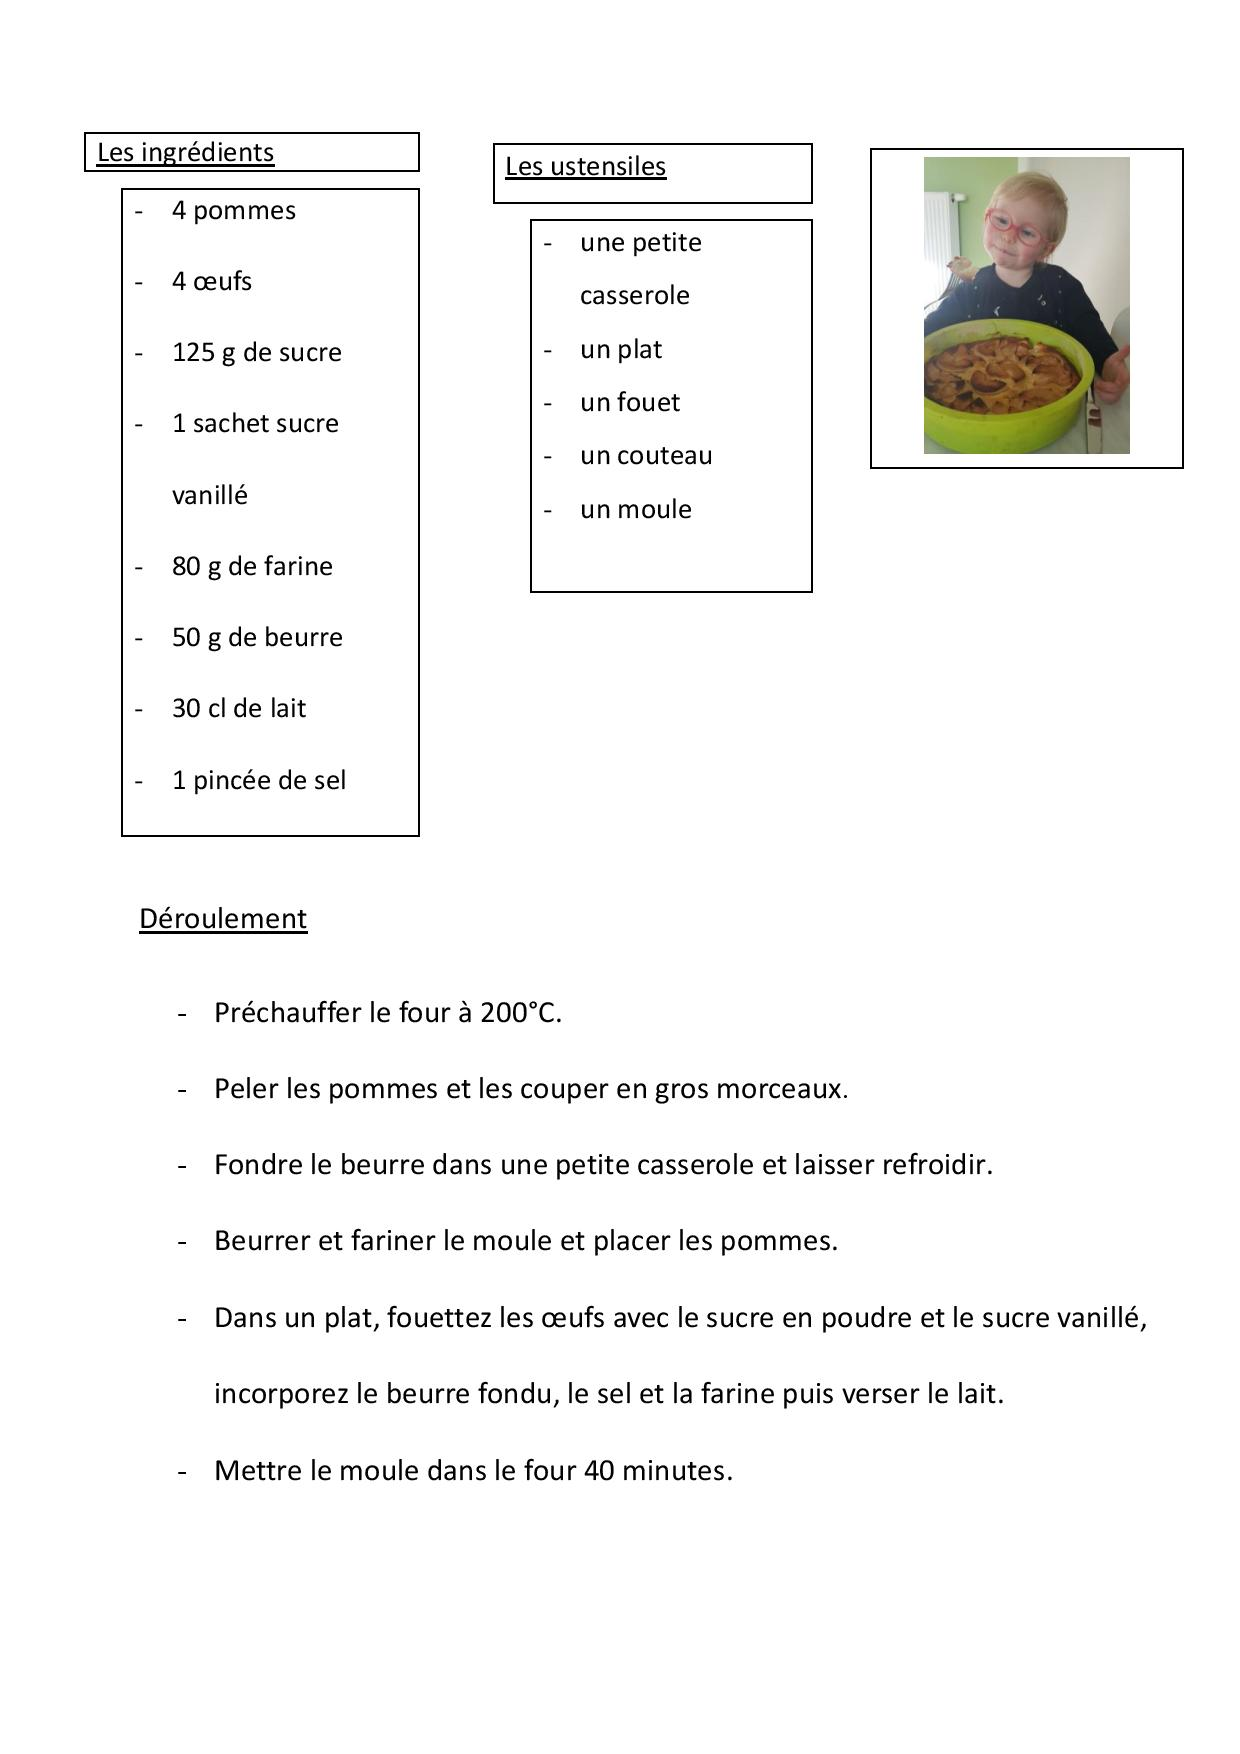 Les ingrédients
- 4 pommes
- 4 œufs
- 125 g de sucre
- 1 sachet sucre
vanillé
- 80 g de farine
- 50 g de beurre
- 30 cl de lait
- 1 pincée de sel
Les ustensiles
- une petite
casserole
- un plat
- un fouet
- un couteau
- un moule
Déroulement
- Préchauffer le four à 200°C.
- Peler les pommes et les couper en gros morceaux.
- Fondre le beurre dans une petite casserole et laisser refroidir.
- Beurrer et fariner le moule et placer les pommes.
- Dans un plat, fouettez les œufs avec le sucre en poudre et le sucre vanillé,
incorporez le beurre fondu, le sel et la farine puis verser le lait.
- Mettre le moule dans le four 40 minutes.